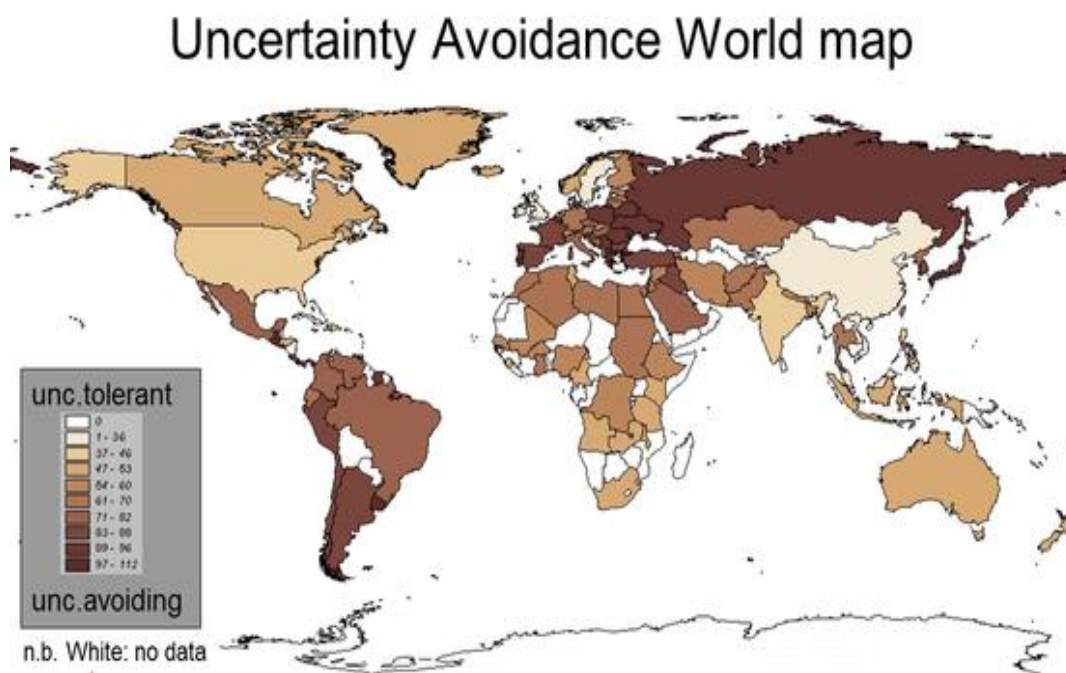 Uncertainty Avoidance World map
unc.tolerant
0
1 - 36
37 - 46
47 - 53
54 - 60
61 - 70
71 - 82
83 - 88
89 - 96
97 - 112
unc.avoiding
n.b. White: no data